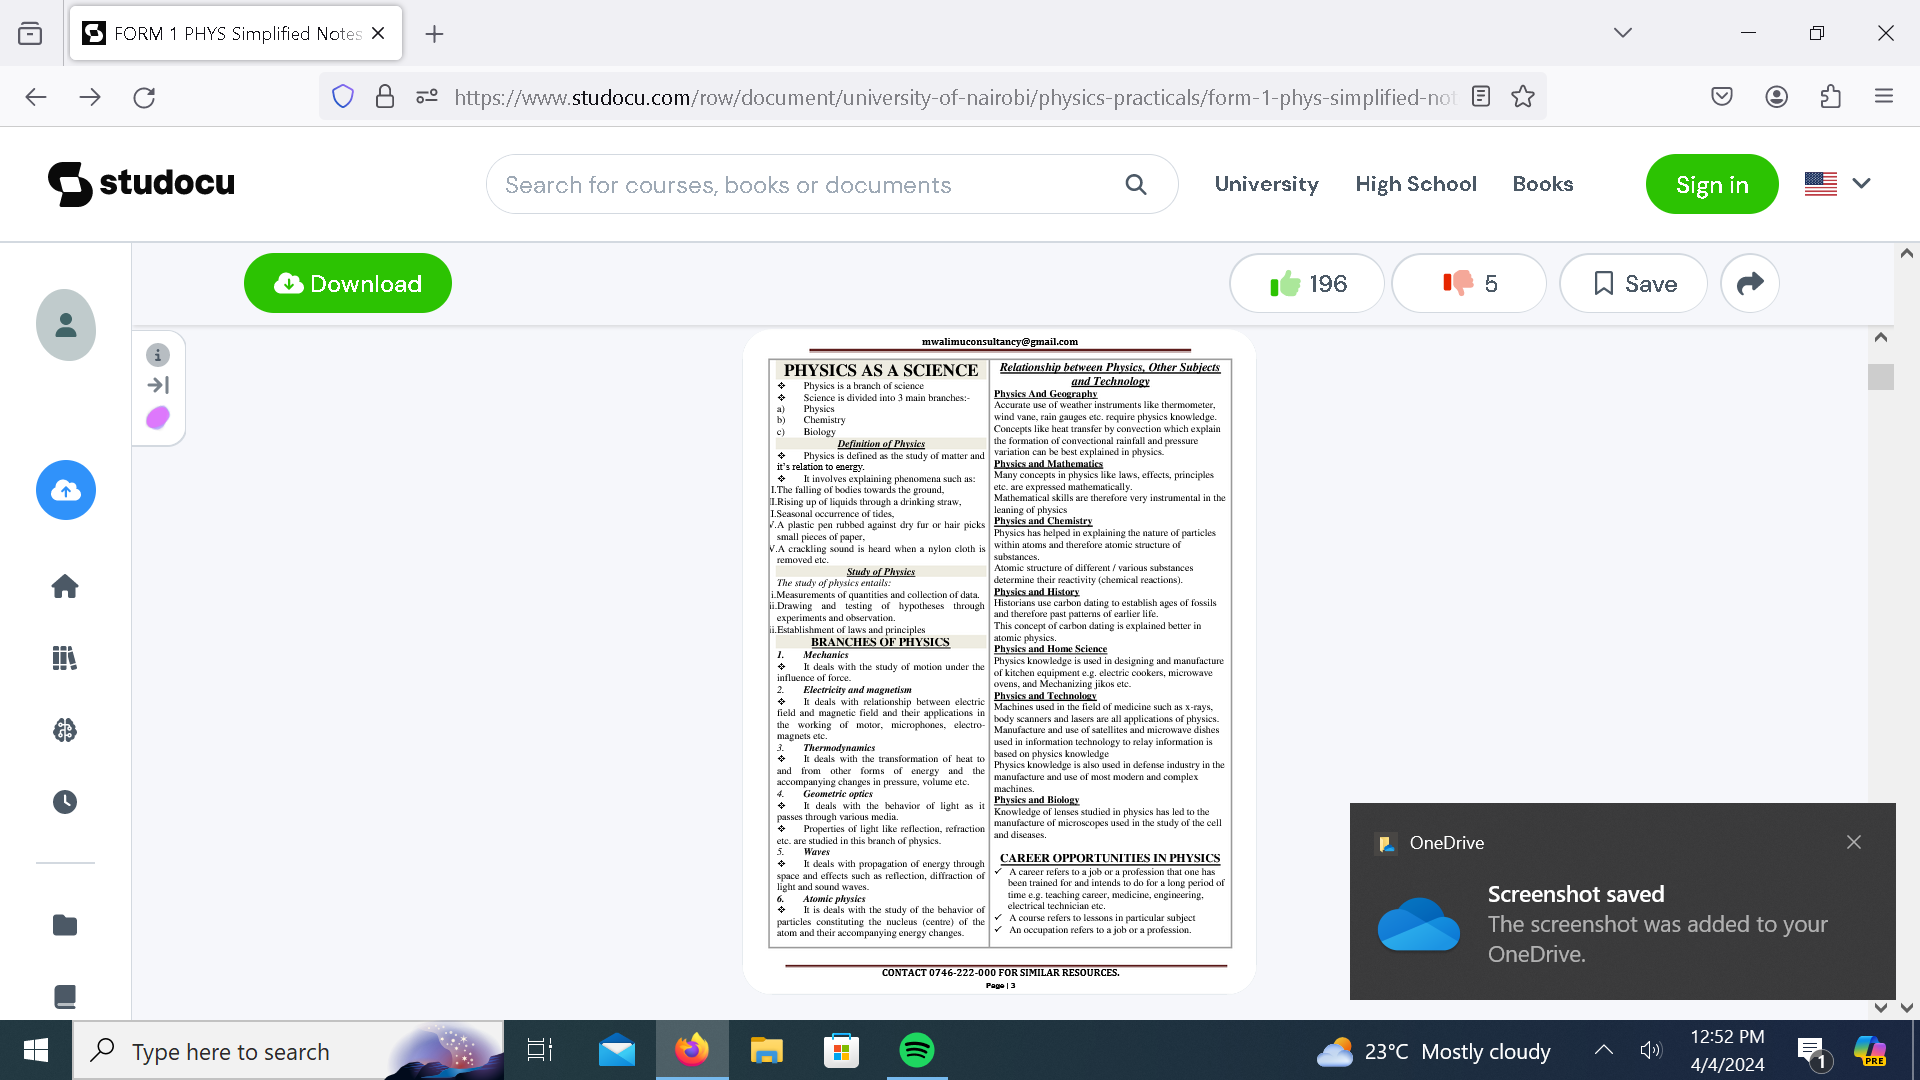 FORM 1 PHYS Simplified Notes
https://www.studocu.com/row/document/university-of-nairobi/physics-practicals/form-1-phys-simplified-not
studocu
Search for courses, books or documents
University
High School
Books
Sign in
Download
196
5
Save
mwalimuconsultancy@gmail.com
PHYSICS AS A SCIENCE
❖ Physics is a branch of science
❖ Science is divided into 3 main branches:-
a) Physics
b) Chemistry
c) Biology
Definition of Physics
❖ Physics is defined as the study of matter and
it's relation to energy.
❖ It involves explaining phenomena such as:
I.The falling of bodies towards the ground,
II.Rising up of liquids through a drinking straw,
I.Seasonal occurrence of tides,
V.A plastic pen rubbed against dry fur or hair picks
small pieces of paper,
V.A crackling sound is heard when a nylon cloth is
removed etc.
Study of Physics
The study of physics entails:
i.Measurements of quantities and collection of data.
ii.Drawing and testing of hypotheses through
experiments and observation.
ii.Establishment of laws and principles
BRANCHES OF PHYSICS
1. Mechanics
❖ It deals with the study of motion under the
influence of force.
2. Electricity and magnetism
❖ It deals with relationship between electric
field and magnetic field and their applications in
the working of motor, microphones, electro-
magnets etc.
3. Thermodynamics
❖ It deals with the transformation of heat to
and from other forms of energy and the
accompanying changes in pressure, volume etc.
4. Geometric optics
❖ It deals with the behavior of light as it
passes through various media.
❖ Properties of light like reflection, refraction
etc. are studied in this branch of physics.
5. Waves
❖ It deals with propagation of energy through
space and effects such as reflection, diffraction of
light and sound waves.
6. Atomic physics
❖ It is deals with the study of the behavior of
particles constituting the nucleus (centre) of the
atom and their accompanying energy changes.
Relationship between Physics, Other Subjects
and Technology
Physics And Geography
Accurate use of weather instruments like thermometer,
wind vane, rain gauges etc. require physics knowledge.
Concepts like heat transfer by convection which explain
the formation of convectional rainfall and pressure
variation can be best explained in physics.
Physics and Mathematics
Many concepts in physics like laws, effects, principles
etc. are expressed mathematically.
Mathematical skills are therefore very instrumental in the
leaning of physics
Physics and Chemistry
Physics has helped in explaining the nature of particles
within atoms and therefore atomic structure of
substances.
Atomic structure of different / various substances
determine their reactivity (chemical reactions).
Physics and History
Historians use carbon dating to establish ages of fossils
and therefore past patterns of earlier life.
This concept of carbon dating is explained better in
atomic physics.
Physics and Home Science
Physics knowledge is used in designing and manufacture
of kitchen equipment e.g. electric cookers, microwave
ovens, and Mechanizing jikos etc.
Physics and Technology
Machines used in the field of medicine such as x-rays,
body scanners and lasers are all applications of physics.
Manufacture and use of satellites and microwave dishes
used in information technology to relay information is
based on physics knowledge
Physics knowledge is also used in defense industry in the
manufacture and use of most modern and complex
machines.
Physics and Biology
Knowledge of lenses studied in physics has led to the
manufacture of microscopes used in the study of the cell
and diseases.
CAREER OPPORTUNITIES IN PHYSICS
✓ A career refers to a job or a profession that one has
been trained for and intends to do for a long period of
time e.g. teaching career, medicine, engineering,
electrical technician etc.
✓ A course refers to lessons in particular subject
✓ An occupation refers to a job or a profession.
CONTACT 0746-222-000 FOR SIMILAR RESOURCES.
Page | 3
OneDrive
Screenshot saved
The screenshot was added to your
OneDrive.
Type here to search
23°C Mostly cloudy
12:52 PM
4/4/2024
1
PRE